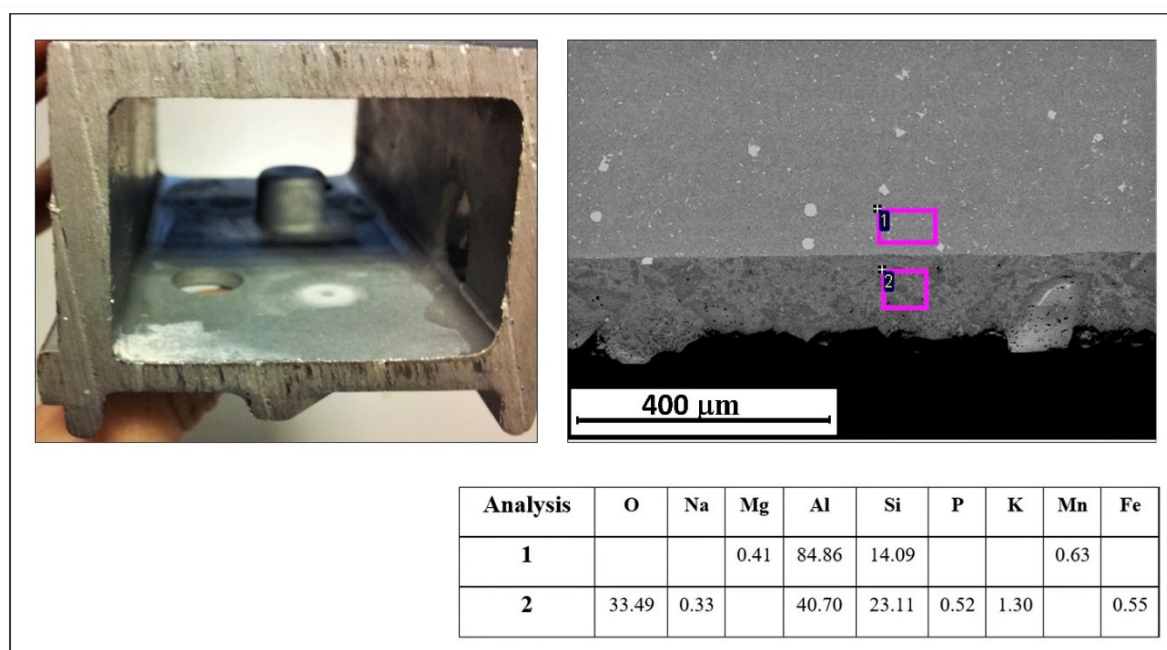 1
2
400 µm
Analysis O Na Mg Al Si P K Mn Fe
1 0.41 84.86 14.09 0.63
2 33.49 0.33 40.70 23.11 0.52 1.30 0.55